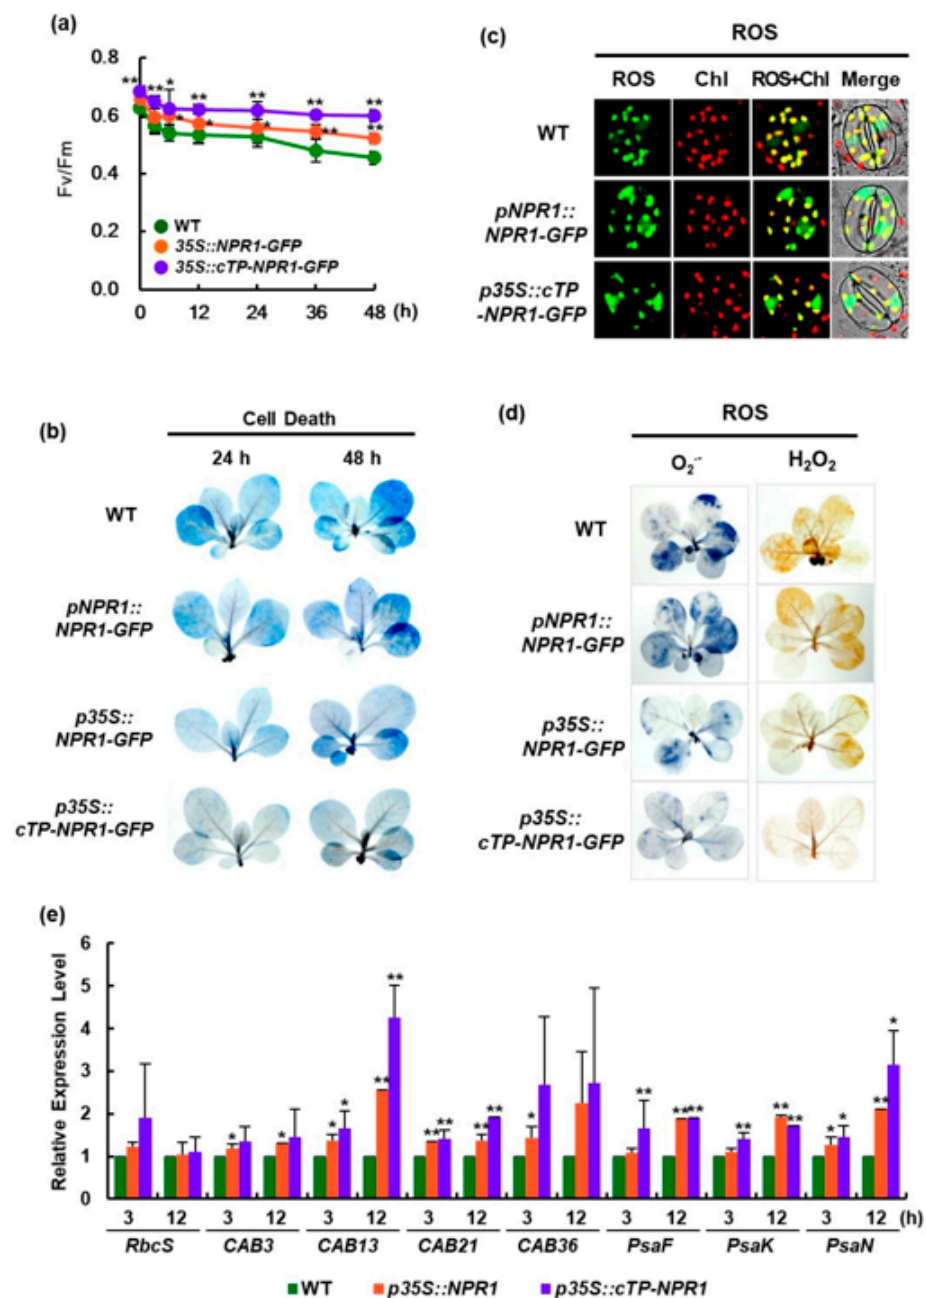 (a)
0.8
0.6
0.4
0.2
0.0
Fv/Fm
** ** * ** ** ** **
* * * ** **
WT
35S::NPR1-GFP
35S::cTP-NPR1-GFP
0 12 24 36 48 (h)
(c)
ROS
ROS Chl ROS+Chl Merge
WT
pNPR1::
NPR1-GFP
p35S::cTP
-NPR1-GFP
(b)
Cell Death
24 h 48 h
WT
pNPR1::
NPR1-GFP
p35S::
NPR1-GFP
p35S::
cTP-NPR1-GFP
(d)
ROS
O₂·⁻ H₂O₂
WT
pNPR1::
NPR1-GFP
p35S::
NPR1-GFP
p35S::
cTP-NPR1-GFP
(e)
Relative Expression Level
6
5
4
3
2
1
0
* * * * ** ** ** ** * ** ** ** * ** ** ** ** ** * * ** *
3 12 3 12 3 12 3 12 3 12 3 12 3 12 3 12 (h)
RbcS CAB3 CAB13 CAB21 CAB36 PsaF PsaK PsaN
WT p35S::NPR1 p35S::cTP-NPR1